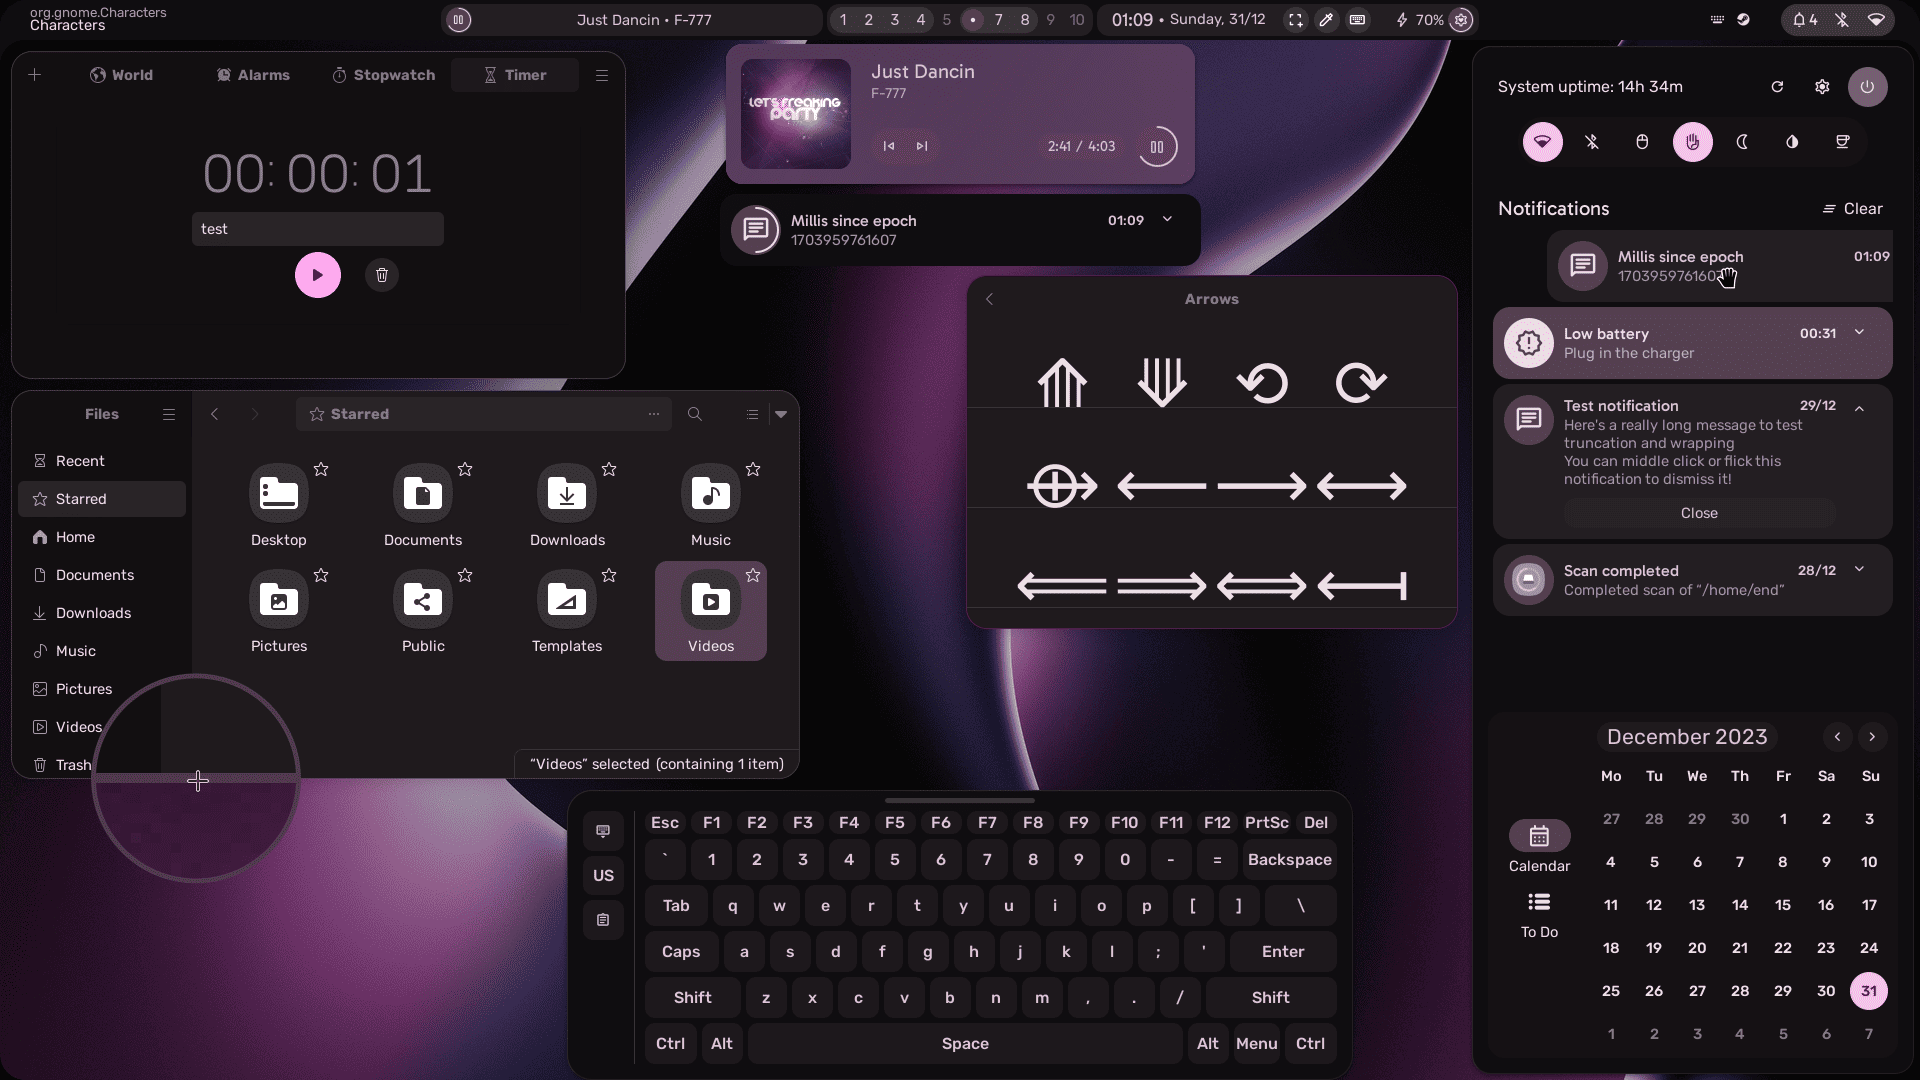 org.gnome.Characters
Characters
Just Dancin • F-777
1 2 3 4 5 • 7 8 9 10
01:09 • Sunday, 31/12
70%
4
World
Alarms
Stopwatch
Timer
00:00:01
test
Files
Starred
Recent
Starred
Home
Documents
Downloads
Music
Pictures
Videos
Trash
Desktop
Documents
Downloads
Music
Pictures
Public
Templates
Videos
“Videos” selected (containing 1 item)
LET'S FREAKING
PARTY
Just Dancin
F-777
2:41 / 4:03
Millis since epoch
01:09
1703959761607
Arrows
⤊ ⟱ ⟲ ⟳
⟴ ⟵ ⟶ ⟷
⟸ ⟹ ⟺ ⟻
Esc F1 F2 F3 F4 F5 F6 F7 F8 F9 F10 F11 F12 PrtSc Del
` 1 2 3 4 5 6 7 8 9 0 - = Backspace
US
Tab q w e r t y u i o p [ ] \
Caps a s d f g h j k l ; ' Enter
Shift z x c v b n m , . / Shift
Ctrl Alt Space Alt Menu Ctrl
System uptime: 14h 34m
Notifications
Clear
Millis since epoch
01:09
Low battery
00:31
Plug in the charger
Test notification
29/12
Here's a really long message to test
truncation and wrapping
You can middle click or flick this
notification to dismiss it!
Close
Scan completed
28/12
Completed scan of “/home/end”
Calendar
To Do
December 2023
Mo Tu We Th Fr Sa Su
27 28 29 30 1 2 3
4 5 6 7 8 9 10
11 12 13 14 15 16 17
18 19 20 21 22 23 24
25 26 27 28 29 30 31
1 2 3 4 5 6 7